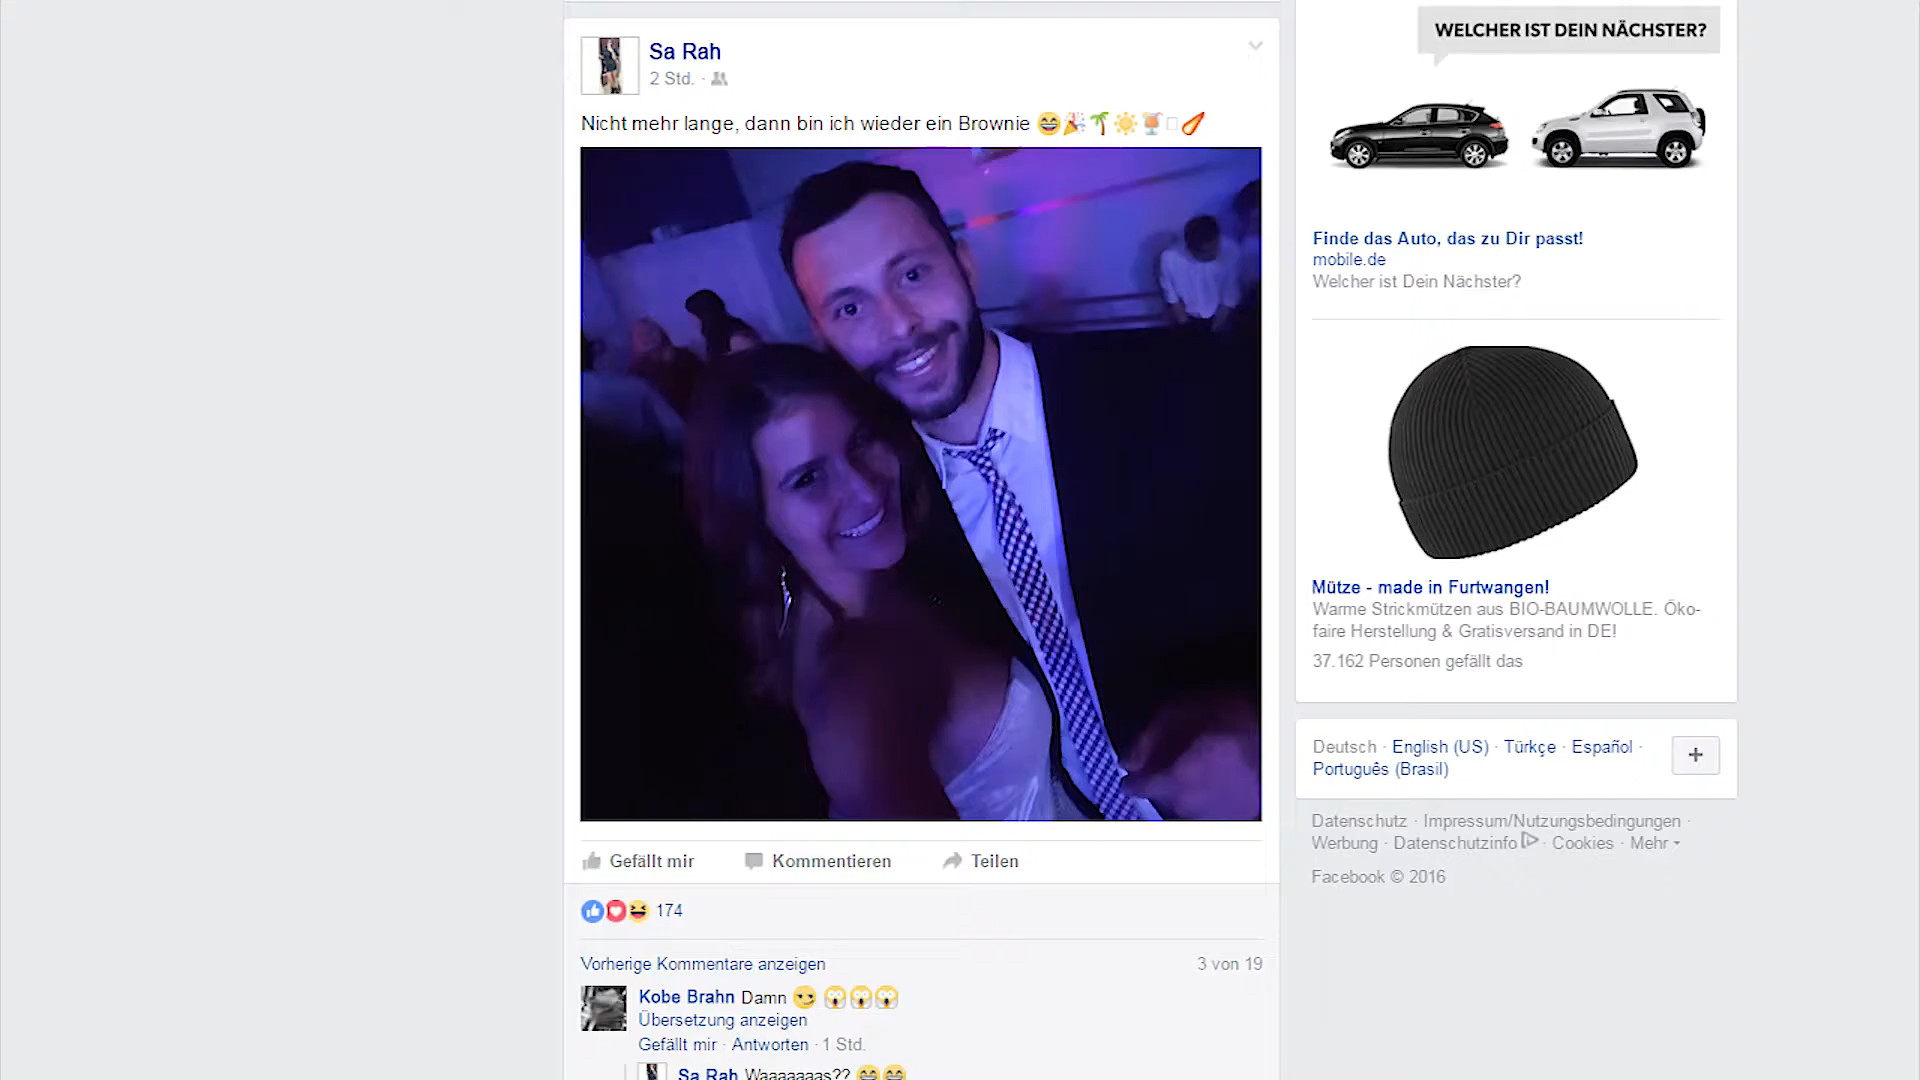 Sa Rah
2 Std. ·
Nicht mehr lange, dann bin ich wieder ein Brownie
Gefällt mir
Kommentieren
Teilen
174
Vorherige Kommentare anzeigen
3 von 19
Kobe Brahn Damn
Übersetzung anzeigen
Gefällt mir · Antworten · 1 Std.
Sa Rah Waaaaaaas??
WELCHER IST DEIN NÄCHSTER?
Finde das Auto, das zu Dir passt!
mobile.de
Welcher ist Dein Nächster?
Mütze - made in Furtwangen!
Warme Strickmützen aus BIO-BAUMWOLLE. Öko-
faire Herstellung & Gratisversand in DE!
37.162 Personen gefällt das
Deutsch · English (US) · Türkçe · Español ·
Português (Brasil)
Datenschutz · Impressum/Nutzungsbedingungen ·
Werbung · Datenschutzinfo · Cookies · Mehr
Facebook © 2016